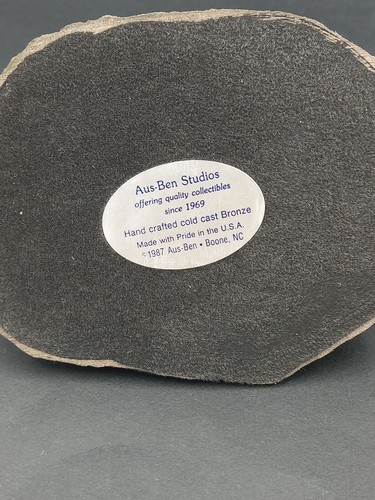 Aus-Ben Studios
offering quality collectibles
since 1969
Hand crafted cold cast Bronze
Made with Pride in the U.S.A.
©1987 Aus-Ben • Boone, NC